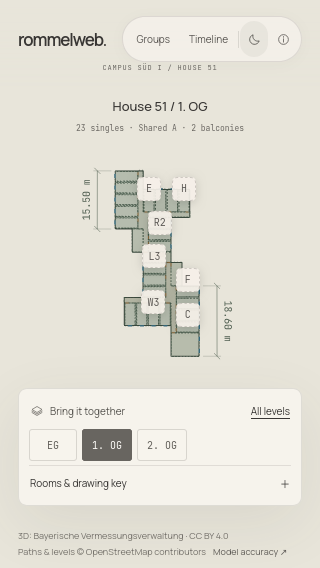 rommelweb.
Groups Timeline
CAMPUS SÜD I / HOUSE 51
House 51 / 1. OG
23 singles · Shared A · 2 balconies
15.50 m
E H
R2
L3
F
W3
C
18.60 m
Bring it together All levels
EG 1. OG 2. OG
Rooms & drawing key +
3D: Bayerische Vermessungsverwaltung · CC BY 4.0
Paths & levels © OpenStreetMap contributors Model accuracy ↗